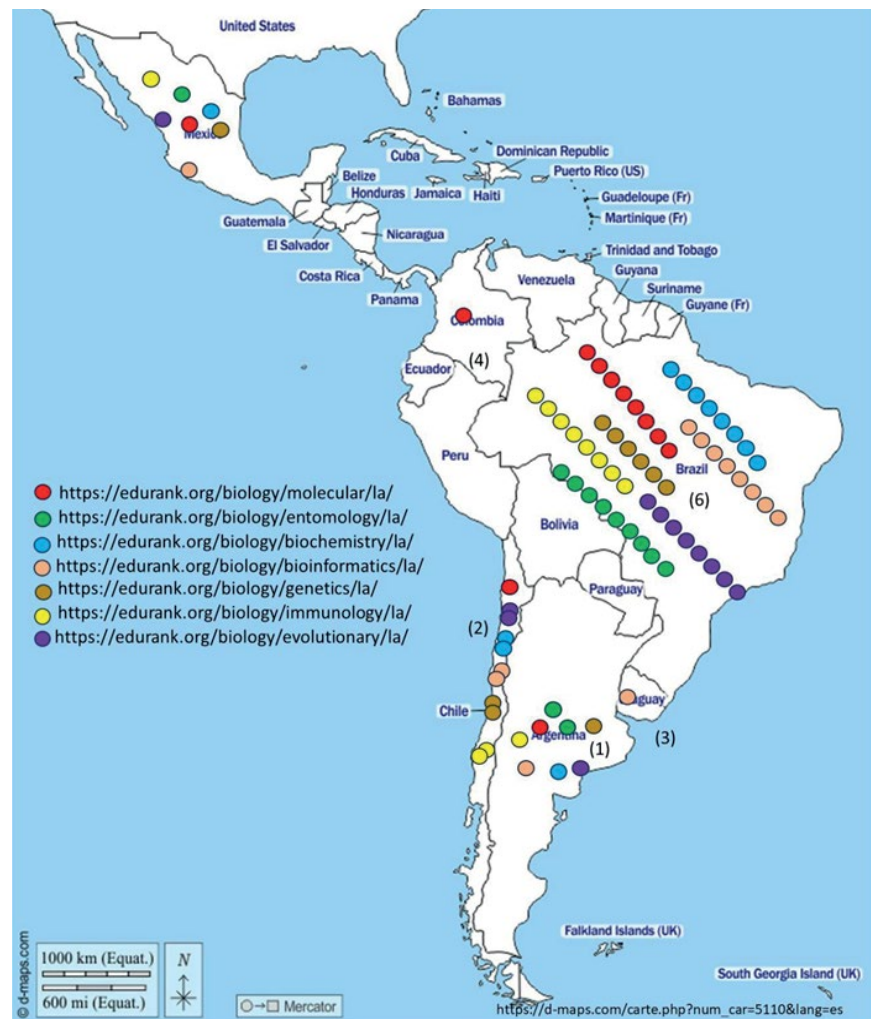 United States
Bahamas
Mexico
Cuba
Dominican Republic
Puerto Rico (US)
Belize
Honduras
Jamaica
Haiti
Guadeloupe (Fr)
Martinique (Fr)
Guatemala
El Salvador
Nicaragua
Trinidad and Tobago
Costa Rica
Guyana
Venezuela
Suriname
Panama
Guyane (Fr)
Colombia
(4)
Ecuador
Peru
Brazil
(6)
https://edurank.org/biology/molecular/la/
https://edurank.org/biology/entomology/la/
https://edurank.org/biology/biochemistry/la/
https://edurank.org/biology/bioinformatics/la/
https://edurank.org/biology/genetics/la/
https://edurank.org/biology/immunology/la/
https://edurank.org/biology/evolutionary/la/
Bolivia
Paraguay
(2)
Chile
uguay
(3)
Argentina
(1)
Falkland Islands (UK)
South Georgia Island (UK)
© d-maps.com
1000 km (Equat.)
600 mi (Equat.)
N
Mercator
https://d-maps.com/carte.php?num_car=5110&lang=es